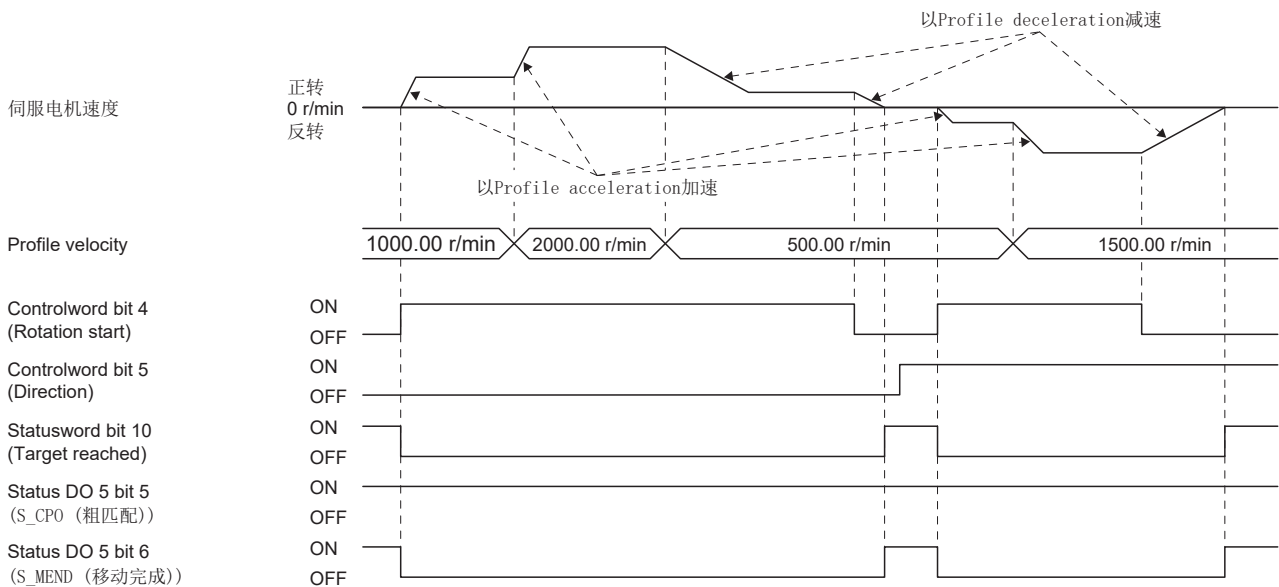 以Profile deceleration减速
伺服电机速度
正转
0 r/min
反转
以Profile acceleration加速
Profile velocity
1000.00 r/min
2000.00 r/min
500.00 r/min
1500.00 r/min
Controlword bit 4
(Rotation start)
ON
OFF
Controlword bit 5
(Direction)
ON
OFF
Statusword bit 10
(Target reached)
ON
OFF
Status DO 5 bit 5
(S_CPO (粗匹配))
ON
OFF
Status DO 5 bit 6
(S_MEND (移动完成))
ON
OFF